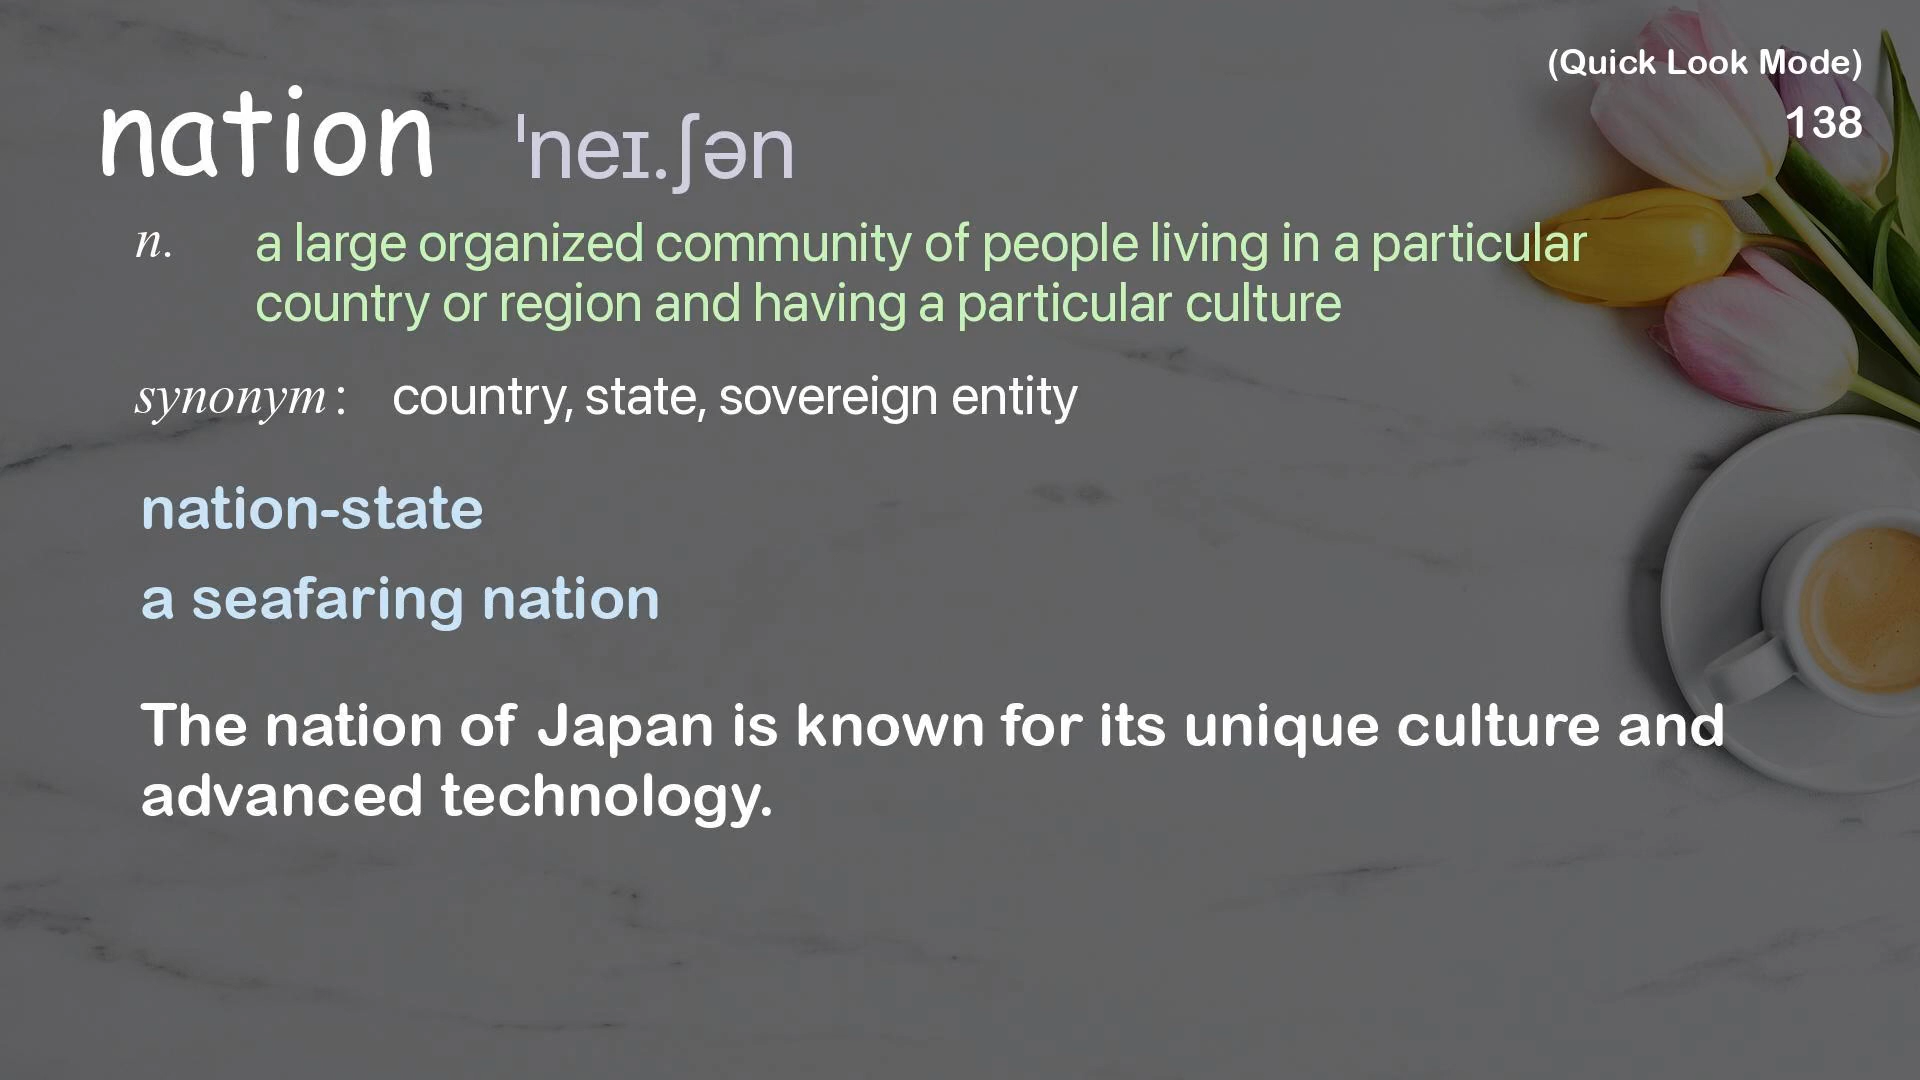 (Quick Look Mode)
138
nation ˈneɪ.ʃən
n. a large organized community of people living in a particular
country or region and having a particular culture
synonym: country, state, sovereign entity
nation-state
a seafaring nation
The nation of Japan is known for its unique culture and
advanced technology.